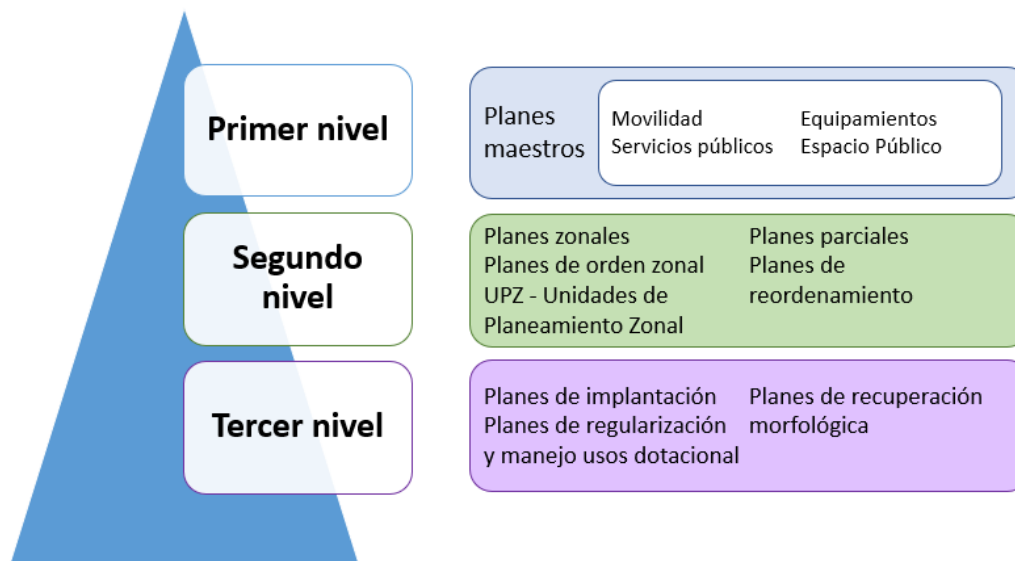 Primer nivel
Planes
maestros
Movilidad
Servicios públicos
Equipamientos
Espacio Público
Segundo
nivel
Planes zonales
Planes de orden zonal
UPZ - Unidades de
Planeamiento Zonal
Planes parciales
Planes de
reordenamiento
Tercer nivel
Planes de implantación
Planes de regularización
y manejo usos dotacional
Planes de recuperación
morfológica